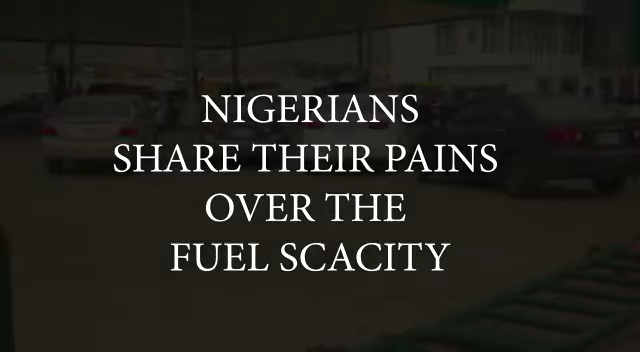 NIGERIANS
SHARE THEIR PAINS
OVER THE
FUEL SCACITY